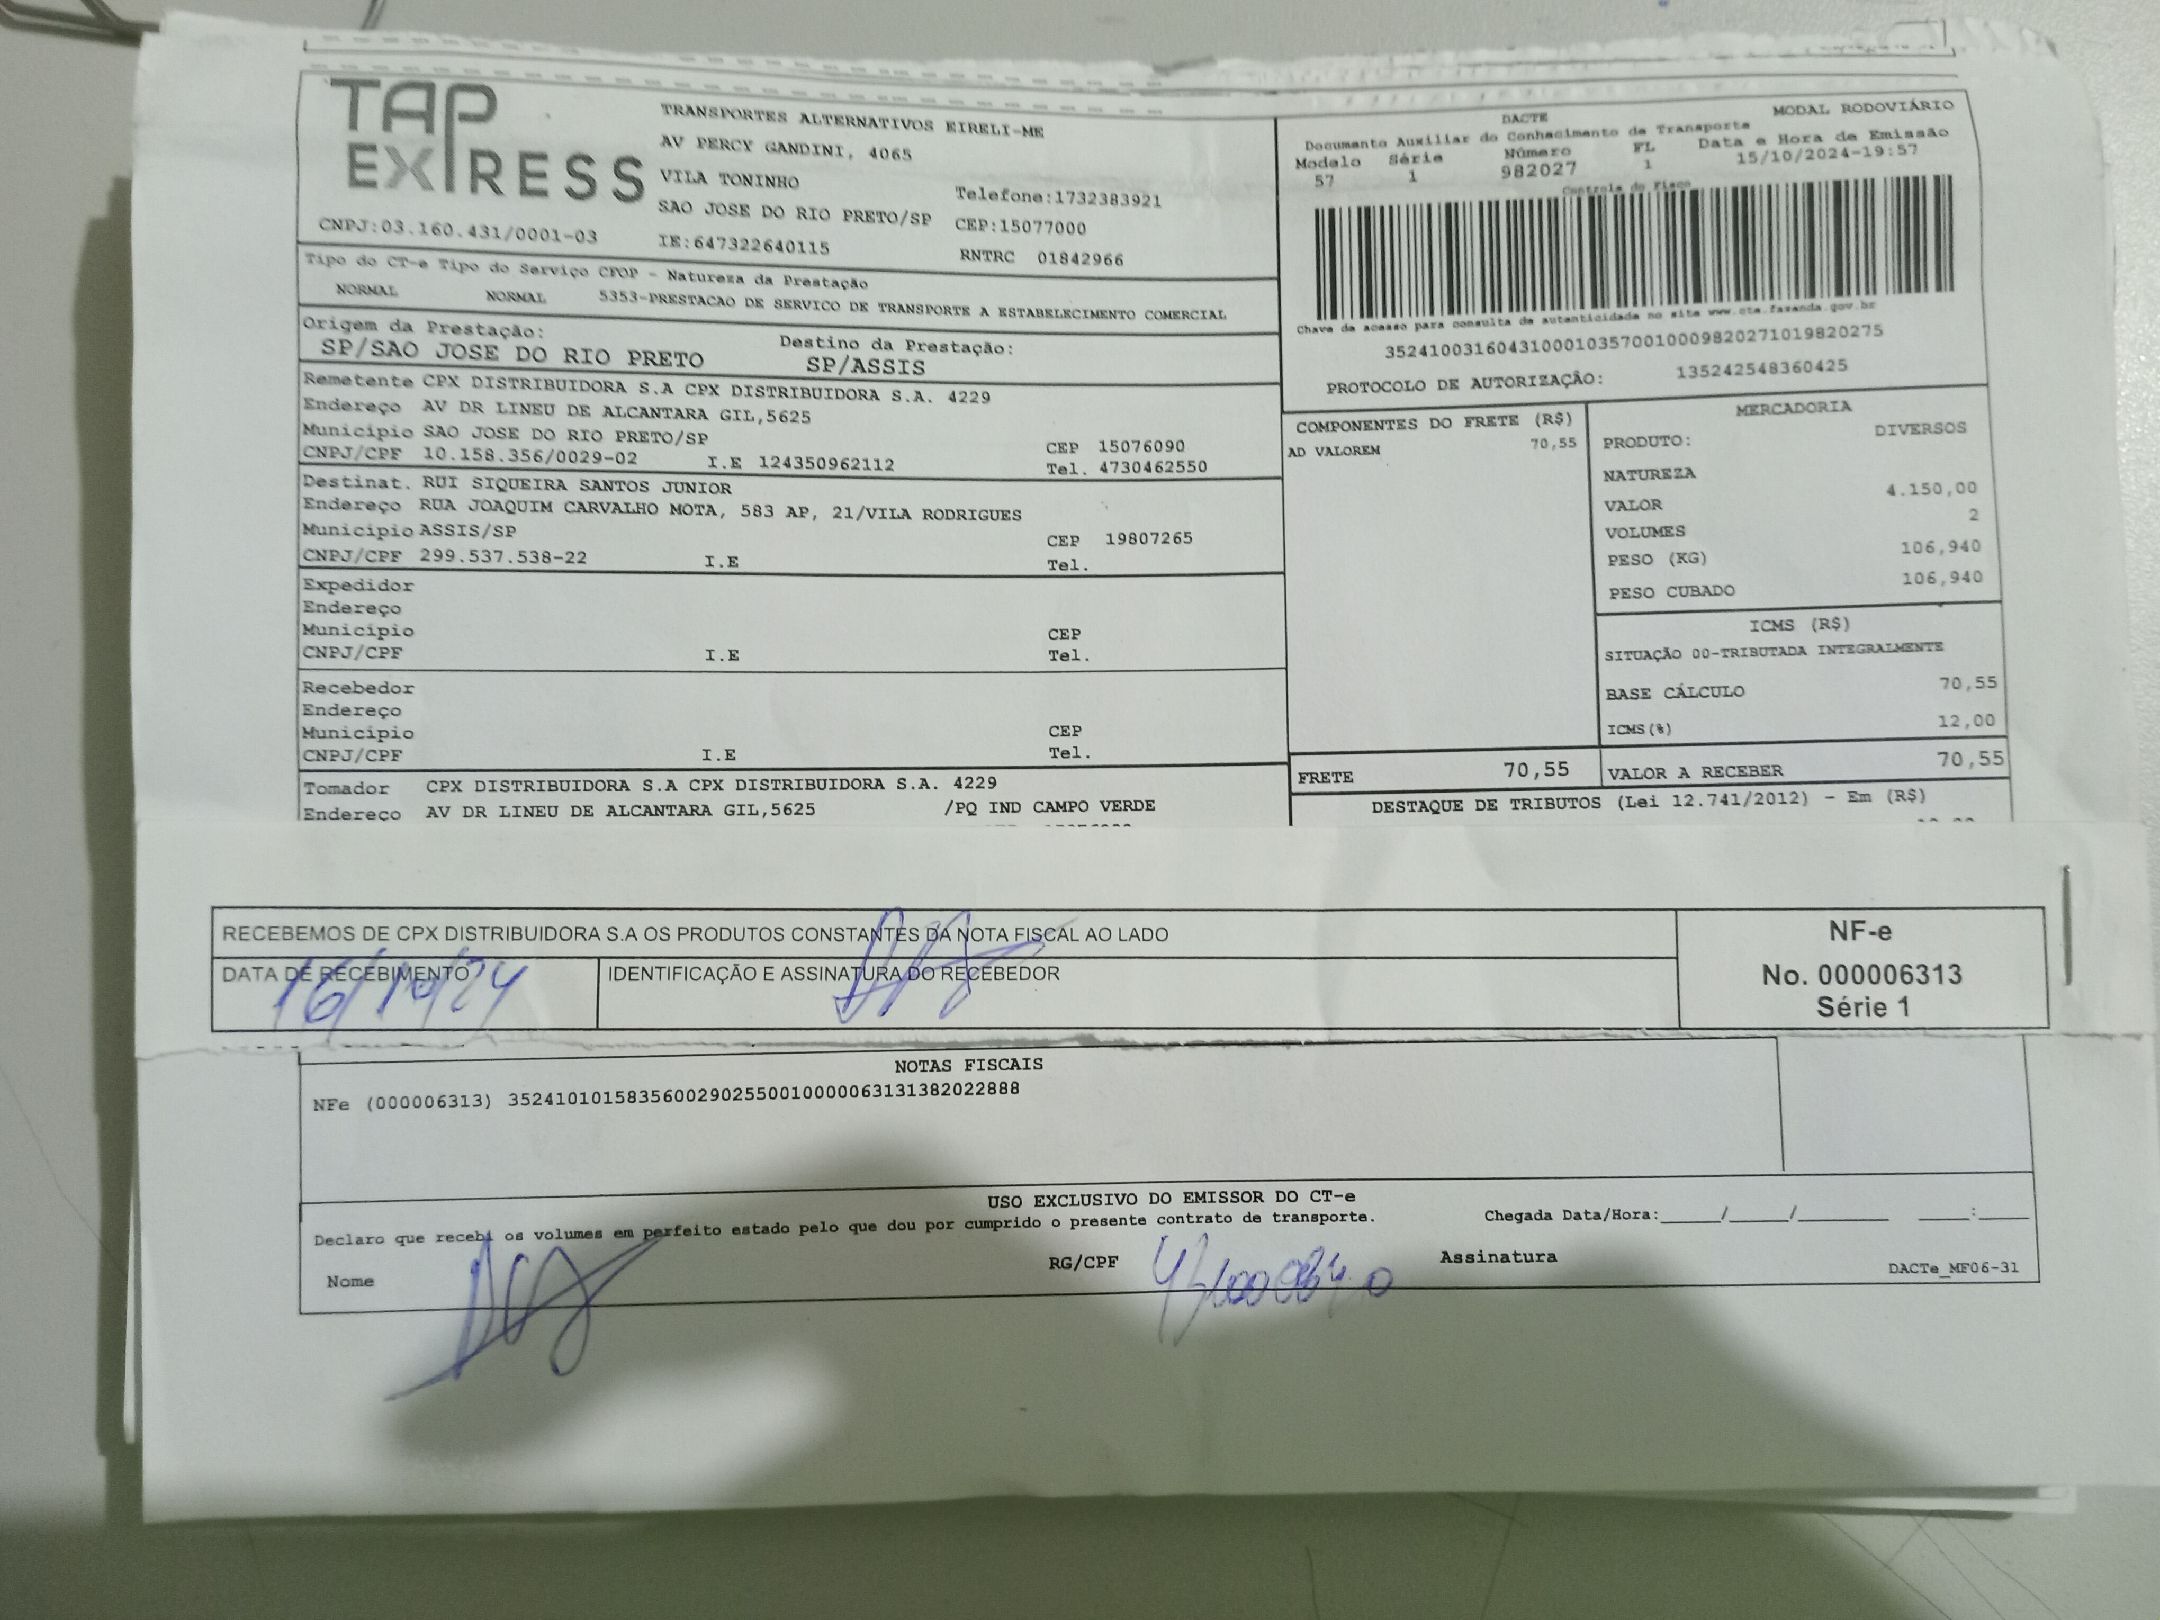 TAP
EXPRESS
TRANSPORTES ALTERNATIVOS EIRELI-ME
AV PERCY GANDINI, 4065
VILA TONINHO
Telefone:1732383921
SAO JOSE DO RIO PRETO/SP CEP:15077000
CNPJ:03.160.431/0001-03 IE:647322640115 RNTRC 01842966
DACTE MODAL RODOVIÁRIO
Documento Auxiliar do Conhecimento de Transporte
Modelo Série Número FL Data e Hora de Emissão
57 1 982027 1 15/10/2024-19:57
Controle do Fisco
Chave de acesso para consulta de autenticidade no site www.cte.fazenda.gov.br
35241003160431000103570010009820271019820275
PROTOCOLO DE AUTORIZAÇÃO: 135242548360425
Tipo do CT-e Tipo do Serviço CFOP - Natureza da Prestação
NORMAL NORMAL 5353-PRESTACAO DE SERVICO DE TRANSPORTE A ESTABELECIMENTO COMERCIAL
Origem da Prestação: Destino da Prestação:
SP/SAO JOSE DO RIO PRETO SP/ASSIS
Remetente CPX DISTRIBUIDORA S.A CPX DISTRIBUIDORA S.A. 4229
Endereço AV DR LINEU DE ALCANTARA GIL,5625
Município SAO JOSE DO RIO PRETO/SP CEP 15076090
CNPJ/CPF 10.158.356/0029-02 I.E 124350962112 Tel. 4730462550
Destinat. RUI SIQUEIRA SANTOS JUNIOR
Endereço RUA JOAQUIM CARVALHO MOTA, 583 AP, 21/VILA RODRIGUES
Município ASSIS/SP CEP 19807265
CNPJ/CPF 299.537.538-22 I.E Tel.
Expedidor
Endereço
Município CEP
CNPJ/CPF I.E Tel.
Recebedor
Endereço
Município CEP
CNPJ/CPF I.E Tel.
Tomador CPX DISTRIBUIDORA S.A CPX DISTRIBUIDORA S.A. 4229
Endereço AV DR LINEU DE ALCANTARA GIL,5625 /PQ IND CAMPO VERDE
COMPONENTES DO FRETE (R$)
AD VALOREM 70,55
MERCADORIA
PRODUTO: DIVERSOS
NATUREZA
VALOR 4.150,00
VOLUMES 2
PESO (KG) 106,940
PESO CUBADO 106,940
ICMS (R$)
SITUAÇÃO 00-TRIBUTADA INTEGRALMENTE
BASE CÁLCULO 70,55
ICMS(%) 12,00
FRETE 70,55 VALOR A RECEBER 70,55
DESTAQUE DE TRIBUTOS (Lei 12.741/2012) - Em (R$)
RECEBEMOS DE CPX DISTRIBUIDORA S.A OS PRODUTOS CONSTANTES DA NOTA FISCAL AO LADO
DATA DE RECEBIMENTO IDENTIFICAÇÃO E ASSINATURA DO RECEBEDOR
16/10/24
NF-e
No. 000006313
Série 1
NOTAS FISCAIS
NFe (000006313) 35241010158356002902550010000063131382022888
USO EXCLUSIVO DO EMISSOR DO CT-e
Declaro que recebi os volumes em perfeito estado pelo que dou por cumprido o presente contrato de transporte. Chegada Data/Hora:_____/_____/________ ____:____
Nome RG/CPF Assinatura
DACTe_MF06-31